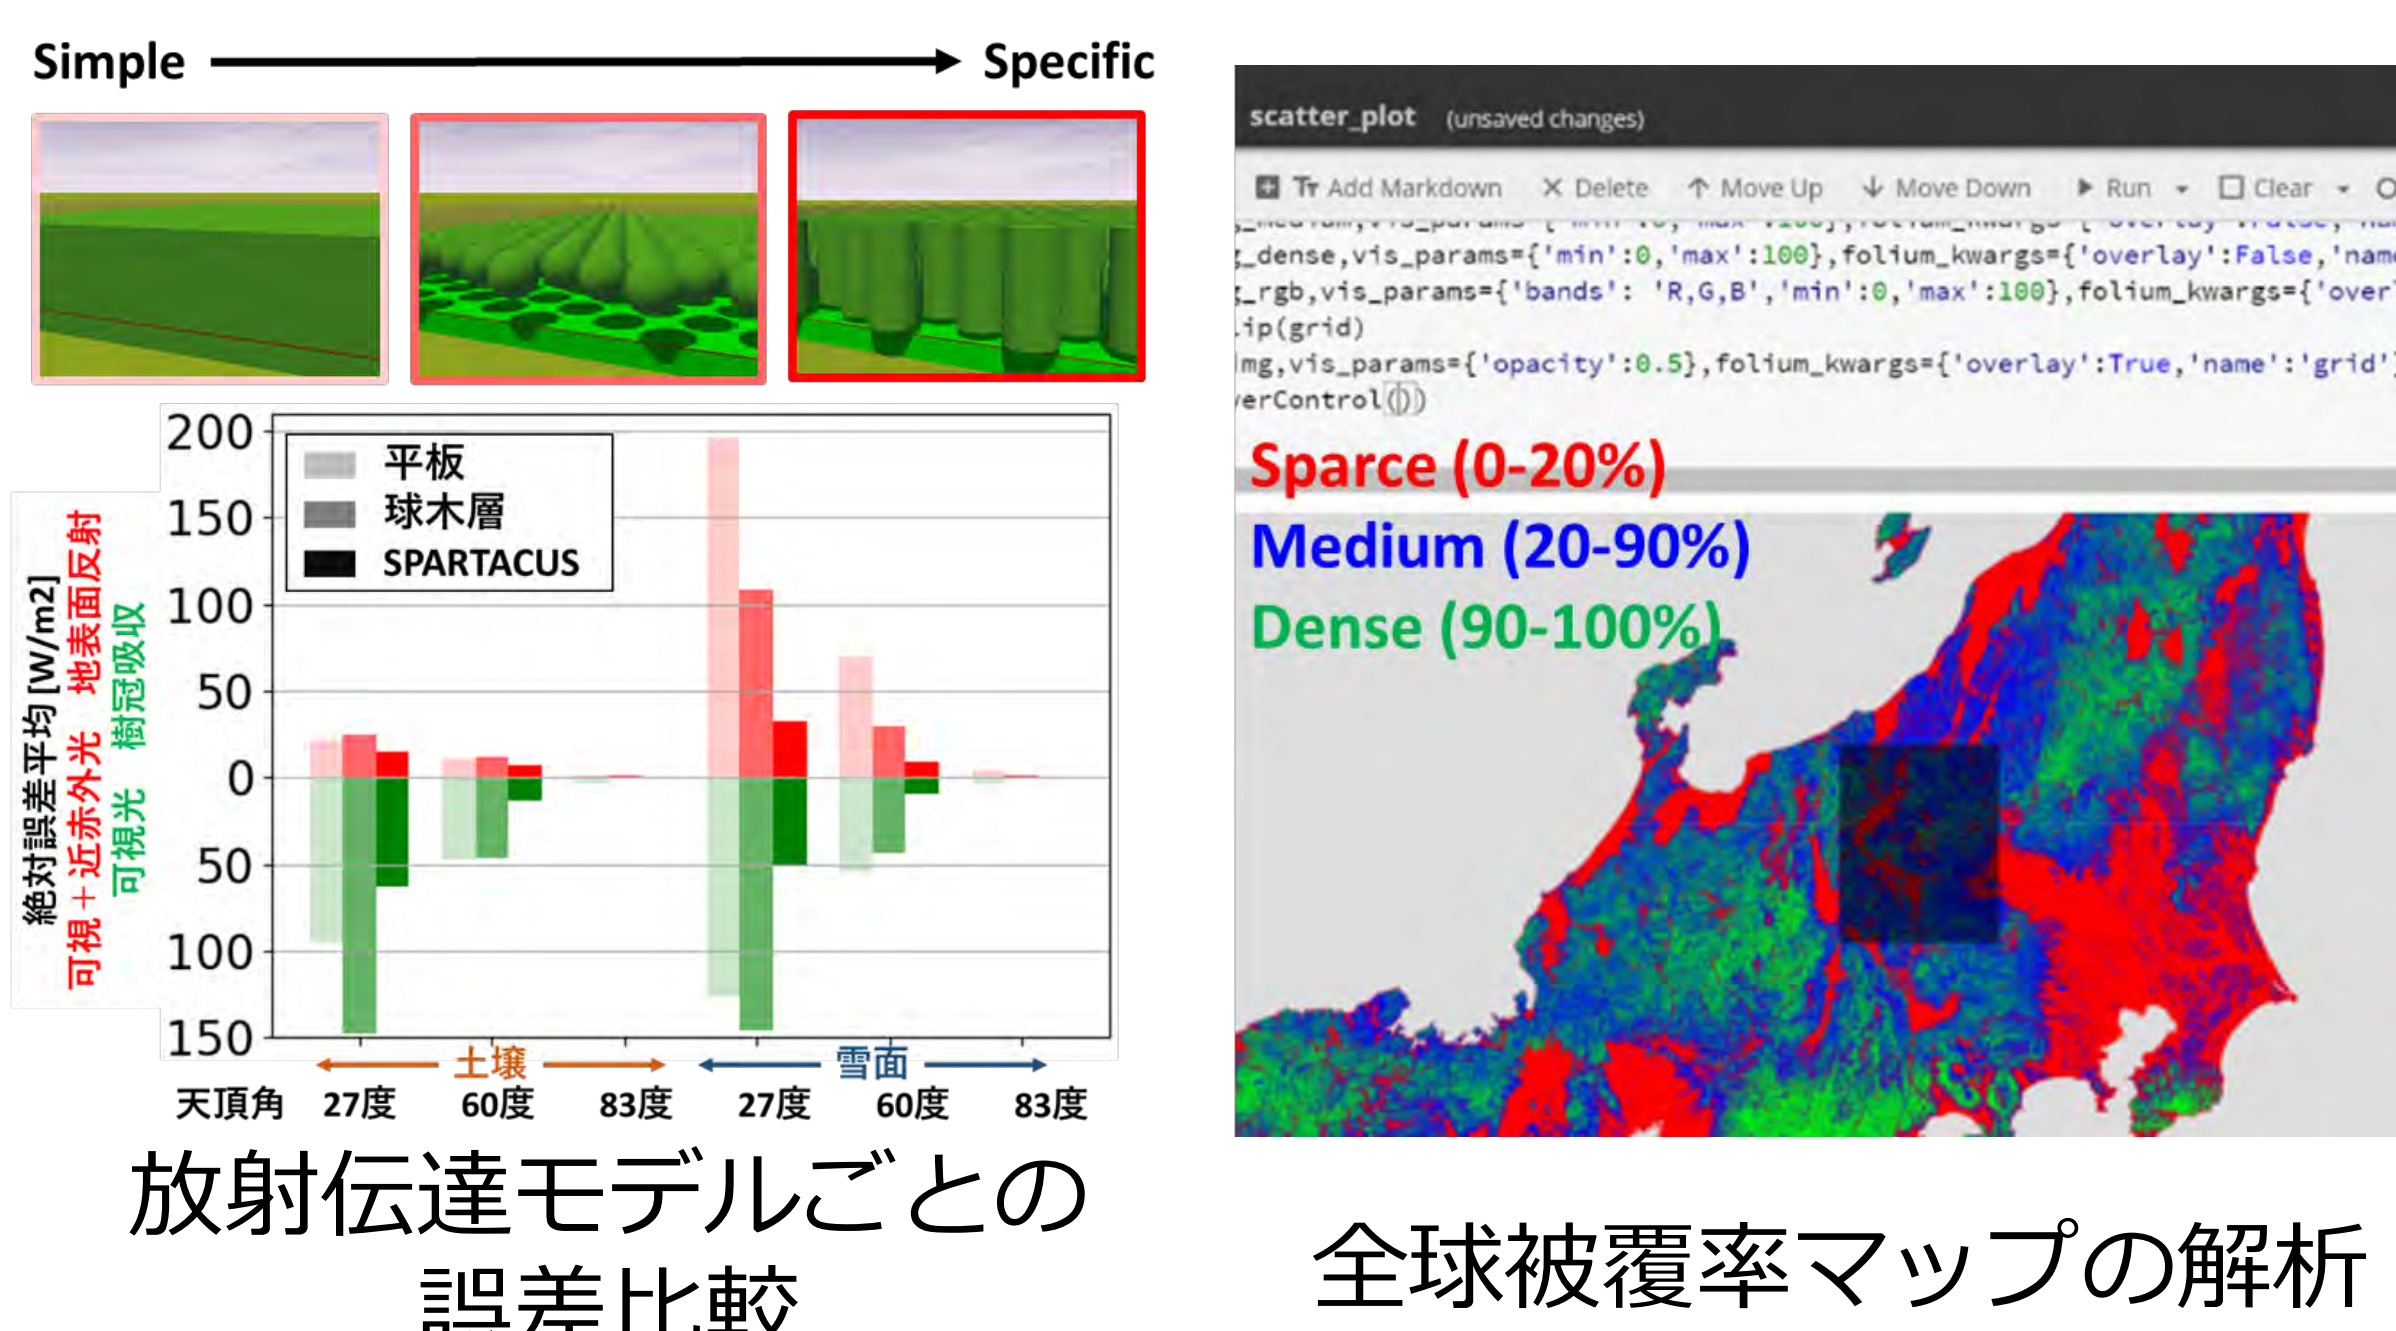 Simple
Specific
200
150
100
50
0
50
100
150
平板
球木層
SPARTACUS
絶対誤差平均 [W/m2]
可視＋近赤外光 地表面反射
可視光 樹冠吸収
土壌
雪面
天頂角 27度 60度 83度 27度 60度 83度
放射伝達モデルごとの
誤差比較
scatter_plot (unsaved changes)
Tт Add Markdown × Delete ↑ Move Up ↓ Move Down Run Clear
g_dense,vis_params={'min':0,'max':100},folium_kwargs={'overlay':False,'name
g_rgb,vis_params={'bands': 'R,G,B','min':0,'max':100},folium_kwargs={'over
lip(grid)
img,vis_params={'opacity':0.5},folium_kwargs={'overlay':True,'name':'grid'}
yerControl())
Sparce (0-20%)
Medium (20-90%)
Dense (90-100%)
全球被覆率マップの解析